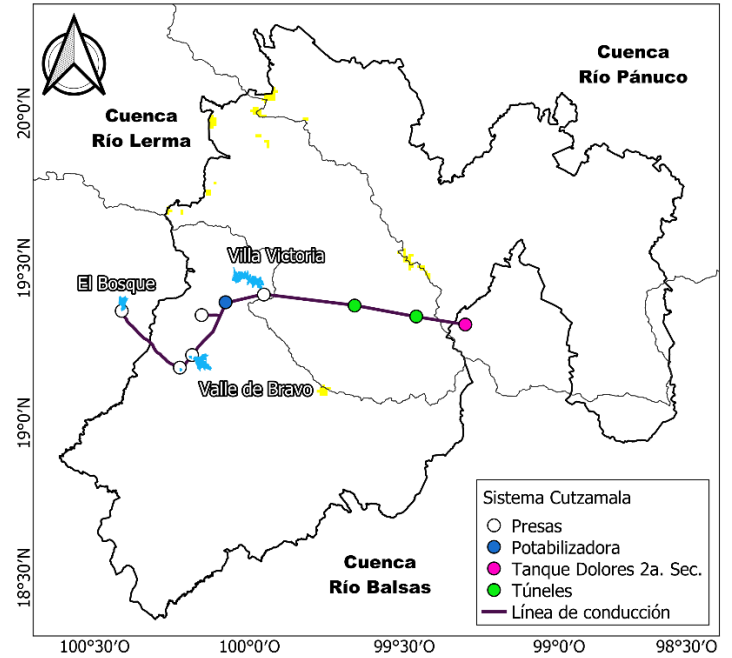 Cuenca
Río Pánuco
Cuenca
Río Lerma
Villa Victoria
El Bosque
Valle de Bravo
Cuenca
Río Balsas
Sistema Cutzamala
Presas
Potabilizadora
Tanque Dolores 2a. Sec.
Túneles
Línea de conducción
20°0'N
19°30'N
19°0'N
18°30'N
100°30'O
100°0'O
99°30'O
99°0'O
98°30'O